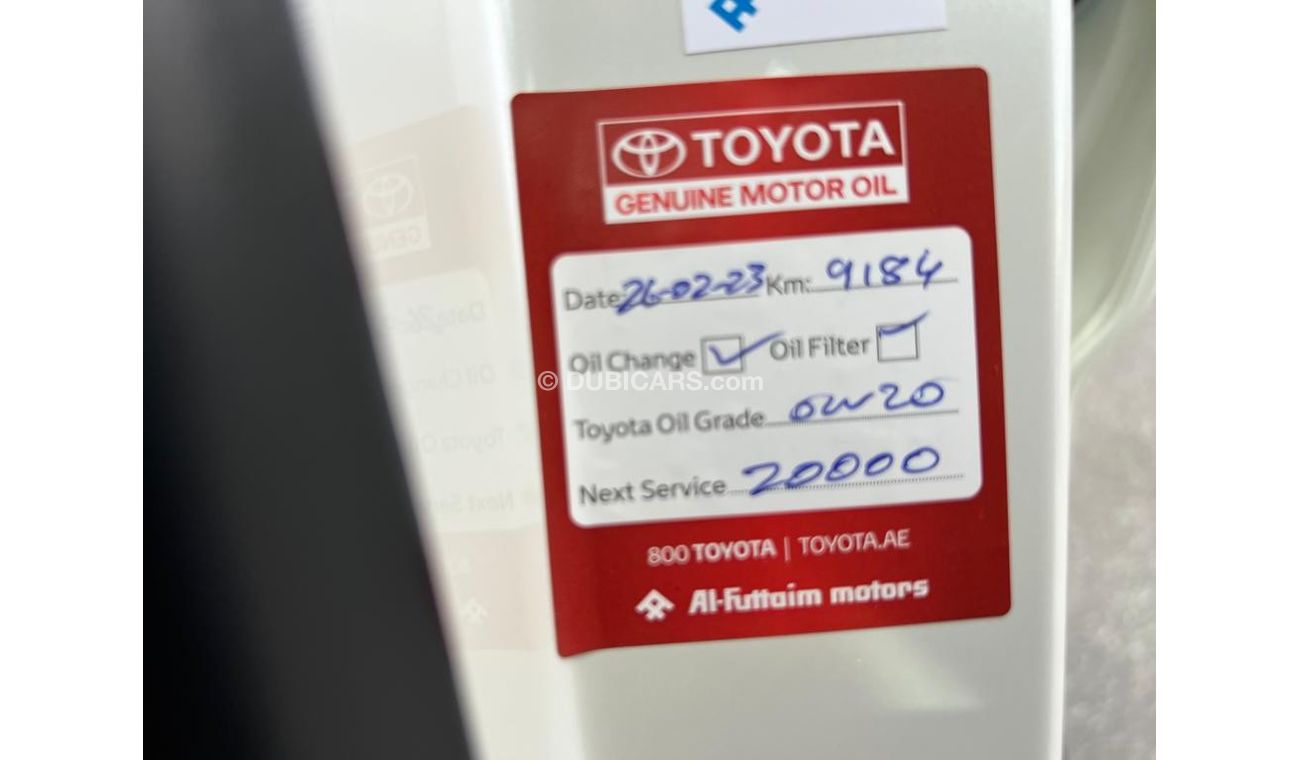 TOYOTA
GENUINE MOTOR OIL
Date 26-02-23 Km: 9184
Oil Change Oil Filter
© DUBICARS.com
Toyota Oil Grade 0W20
Next Service 20000
800 TOYOTA | TOYOTA.AE
Al-Futtaim motors